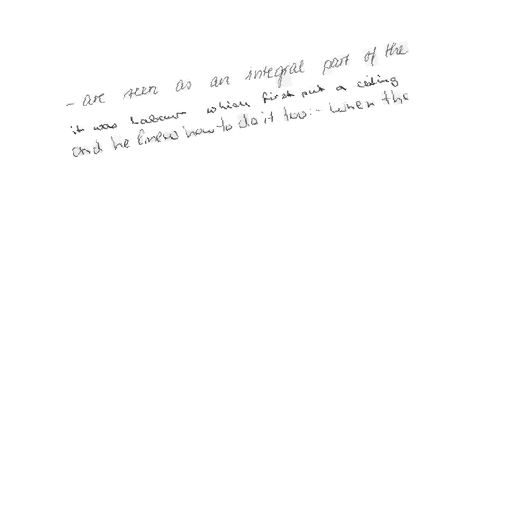 - are seen as an integral part of the
it was Labour which first put a ceiling
and he knew how to do it too :- when the